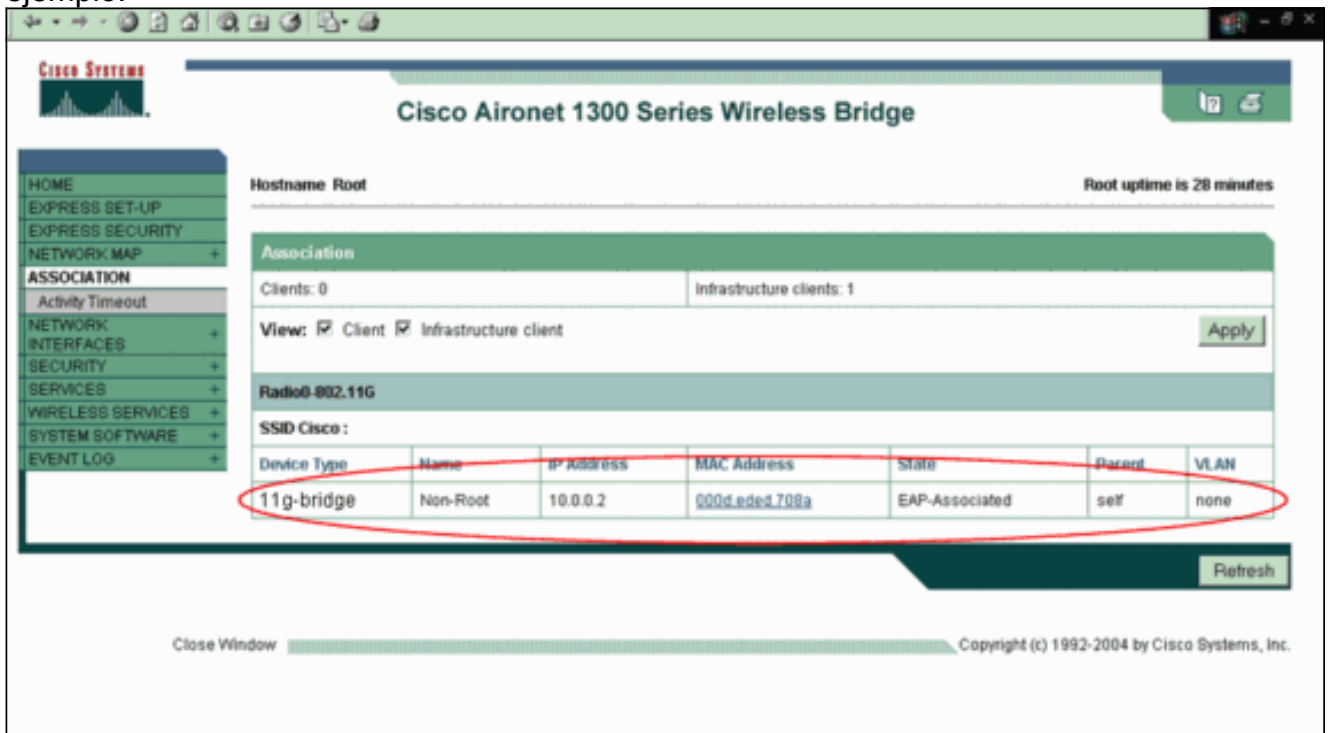 ejemplo:
CISCO SYSTEMS
Cisco Aironet 1300 Series Wireless Bridge
HOME
EXPRESS SET-UP
EXPRESS SECURITY
NETWORK MAP +
ASSOCIATION
Activity Timeout
NETWORK INTERFACES +
SECURITY +
SERVICES +
WIRELESS SERVICES +
SYSTEM SOFTWARE +
EVENT LOG +
Hostname Root Root uptime is 28 minutes
Association
Clients: 0 Infrastructure clients: 1
View: Client Infrastructure client Apply
Radio0-802.11G
SSID Cisco :
Device Type Name IP Address MAC Address State Parent VLAN
11g-bridge Non-Root 10.0.0.2 000d.eded.708a EAP-Associated self none
Refresh
Close Window Copyright (c) 1992-2004 by Cisco Systems, Inc.